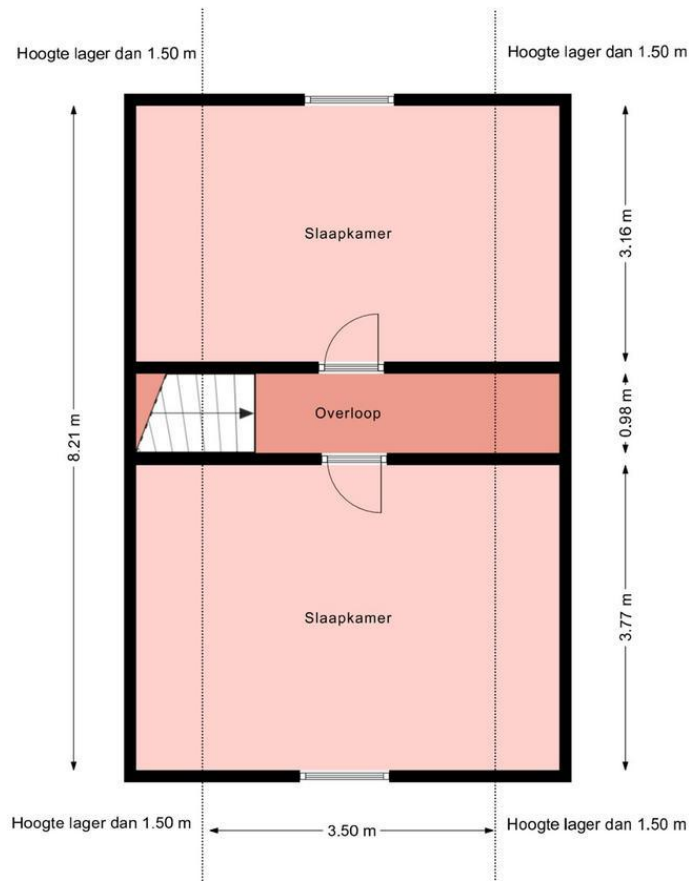 Hoogte lager dan 1.50 m
Hoogte lager dan 1.50 m
Slaapkamer
3.16 m
8.21 m
Overloop
0.98 m
Slaapkamer
3.77 m
Hoogte lager dan 1.50 m
3.50 m
Hoogte lager dan 1.50 m